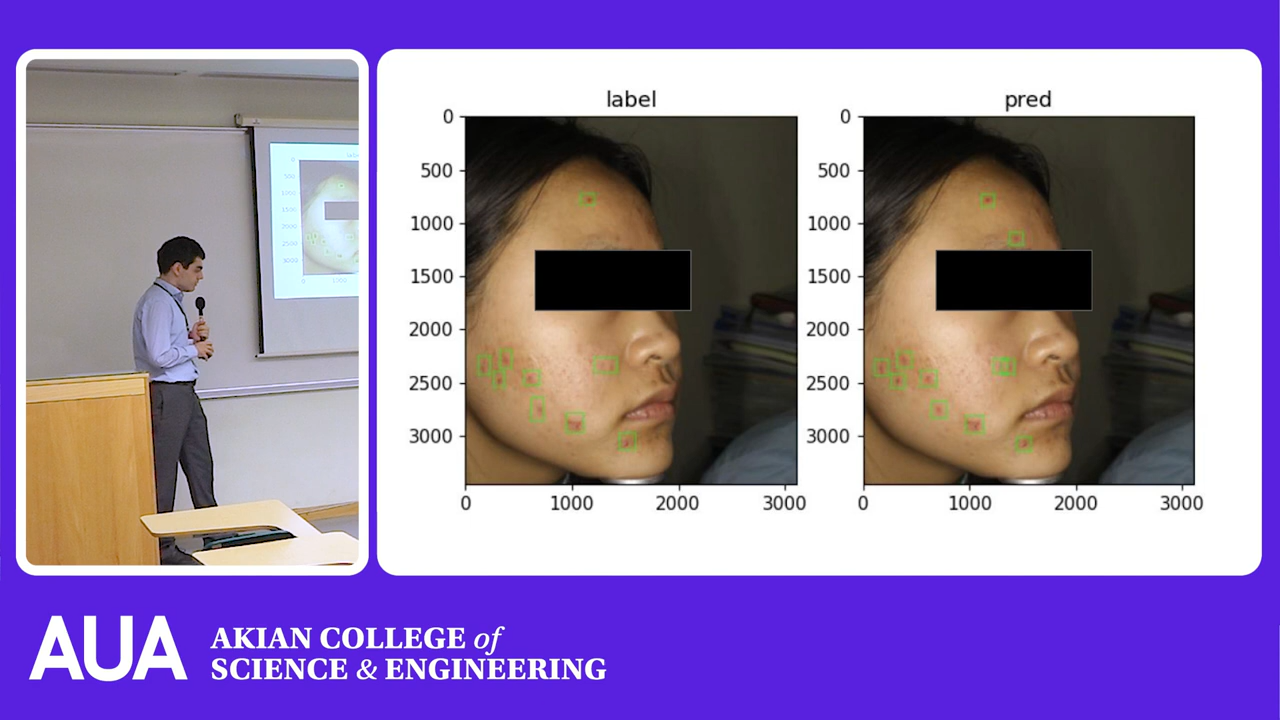 label
0
500
1000
1500
2000
2500
3000
0 1000 2000 3000
pred
0
500
1000
1500
2000
2500
3000
0 1000 2000 3000
AUA
AKIAN COLLEGE of
SCIENCE & ENGINEERING